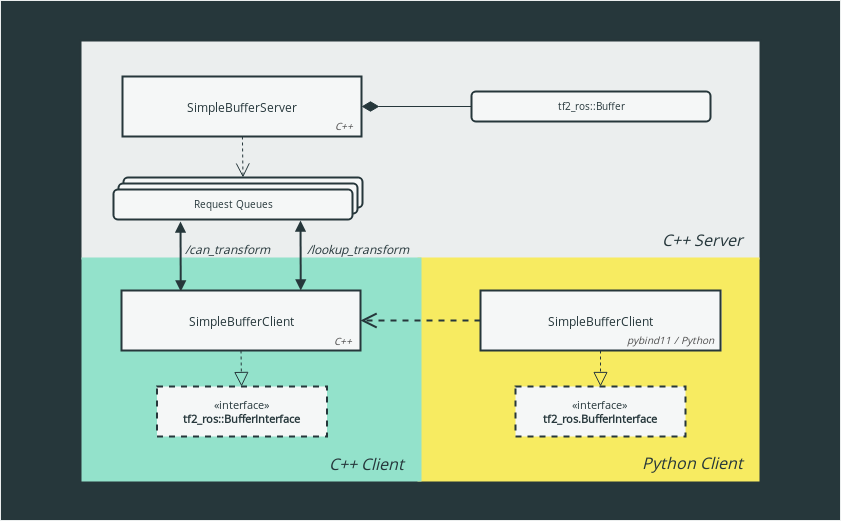 SimpleBufferServer
C++
tf2_ros::Buffer
Request Queues
C++ Server
/can_transform
/lookup_transform
SimpleBufferClient
C++
SimpleBufferClient
pybind11 / Python
«interface»
tf2_ros::BufferInterface
«interface»
tf2_ros.BufferInterface
C++ Client
Python Client